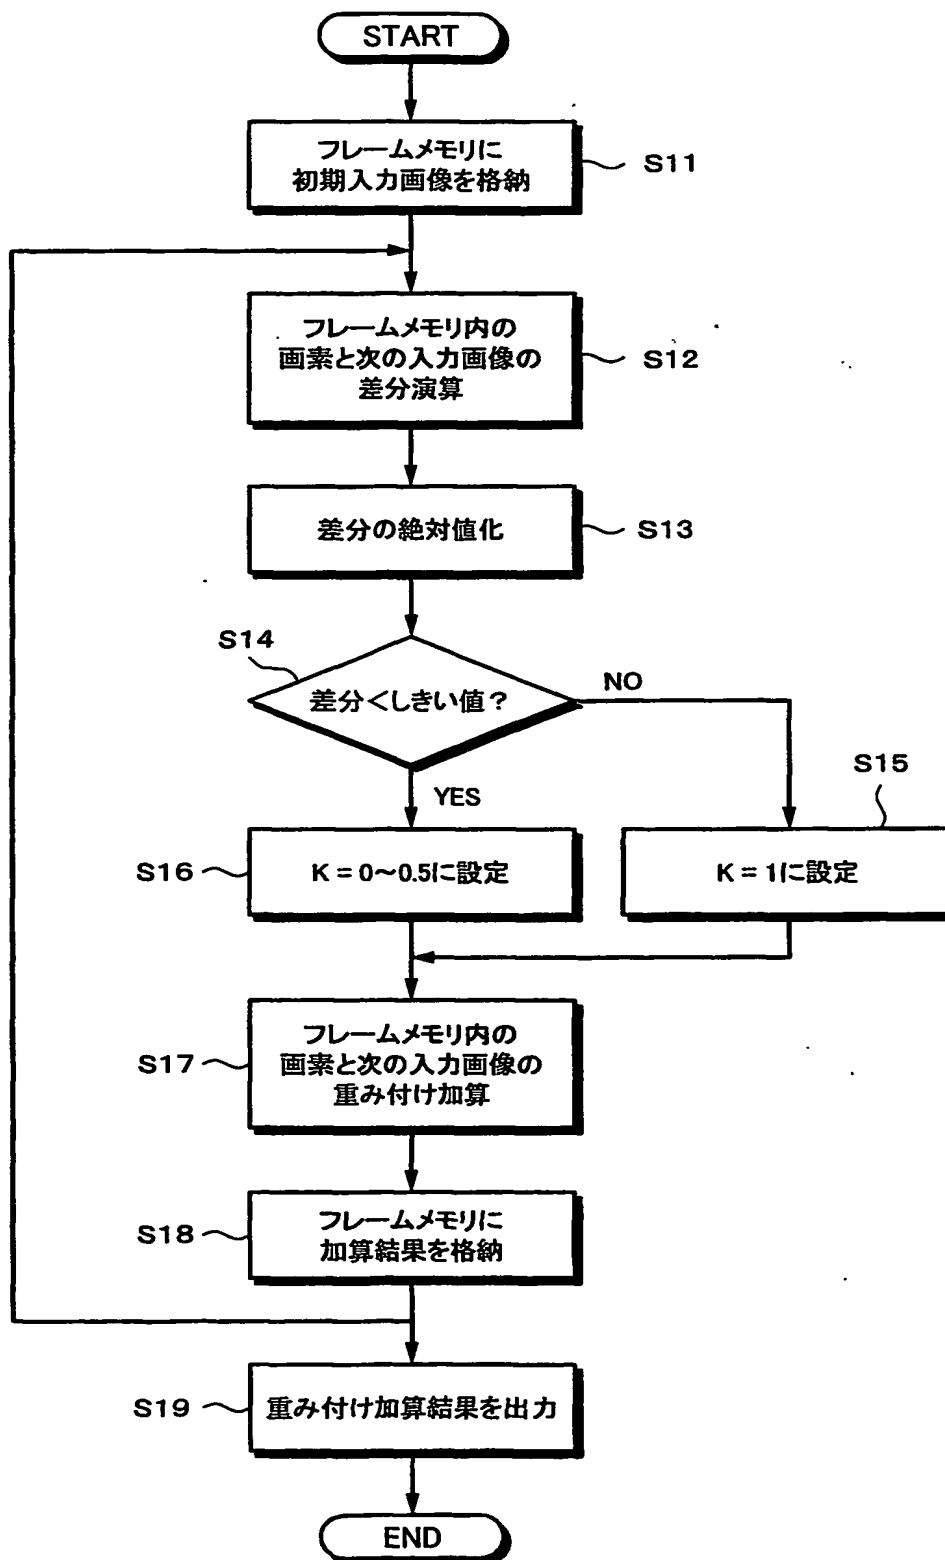 START
フレームメモリに
初期入力画像を格納
S11
フレームメモリ内の
画素と次の入力画像の
差分演算
S12
差分の絶対値化
S13
S14
差分<しきい値?
NO
YES
S15
K = 1に設定
S16
K = 0~0.5に設定
S17
フレームメモリ内の
画素と次の入力画像の
重み付け加算
S18
フレームメモリに
加算結果を格納
S19
重み付け加算結果を出力
END